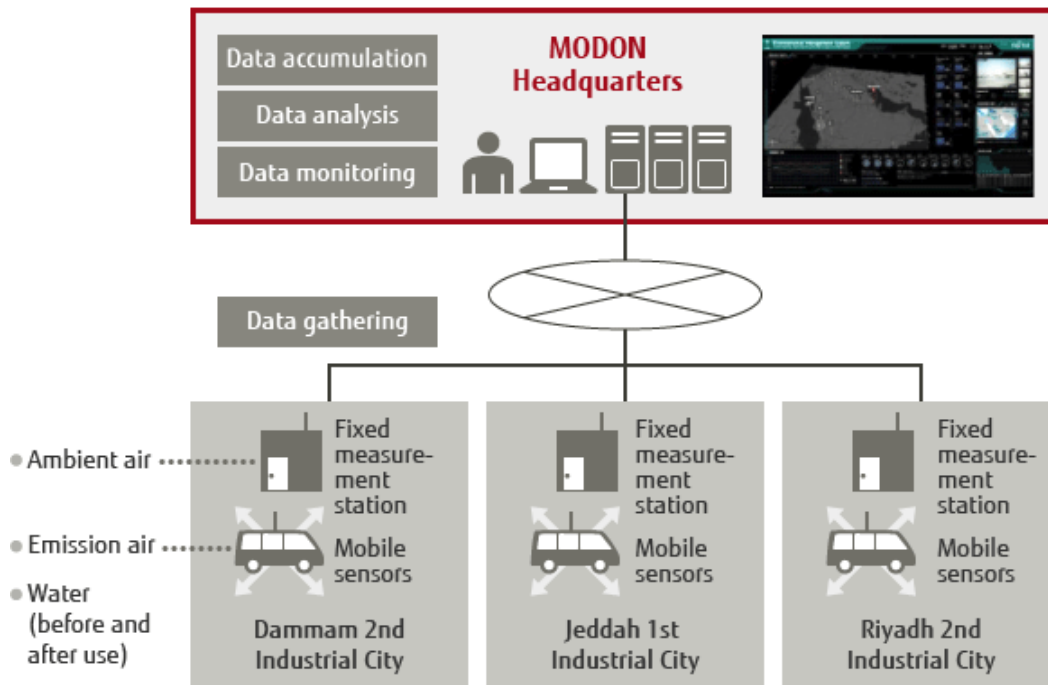 Data accumulation
Data analysis
Data monitoring
MODON
Headquarters
Data gathering
Ambient air
Emission air
Water
(before and
after use)
Fixed
measure-
ment
station
Mobile
sensors
Dammam 2nd
Industrial City
Fixed
measure-
ment
station
Mobile
sensors
Jeddah 1st
Industrial City
Fixed
measure-
ment
station
Mobile
sensors
Riyadh 2nd
Industrial City